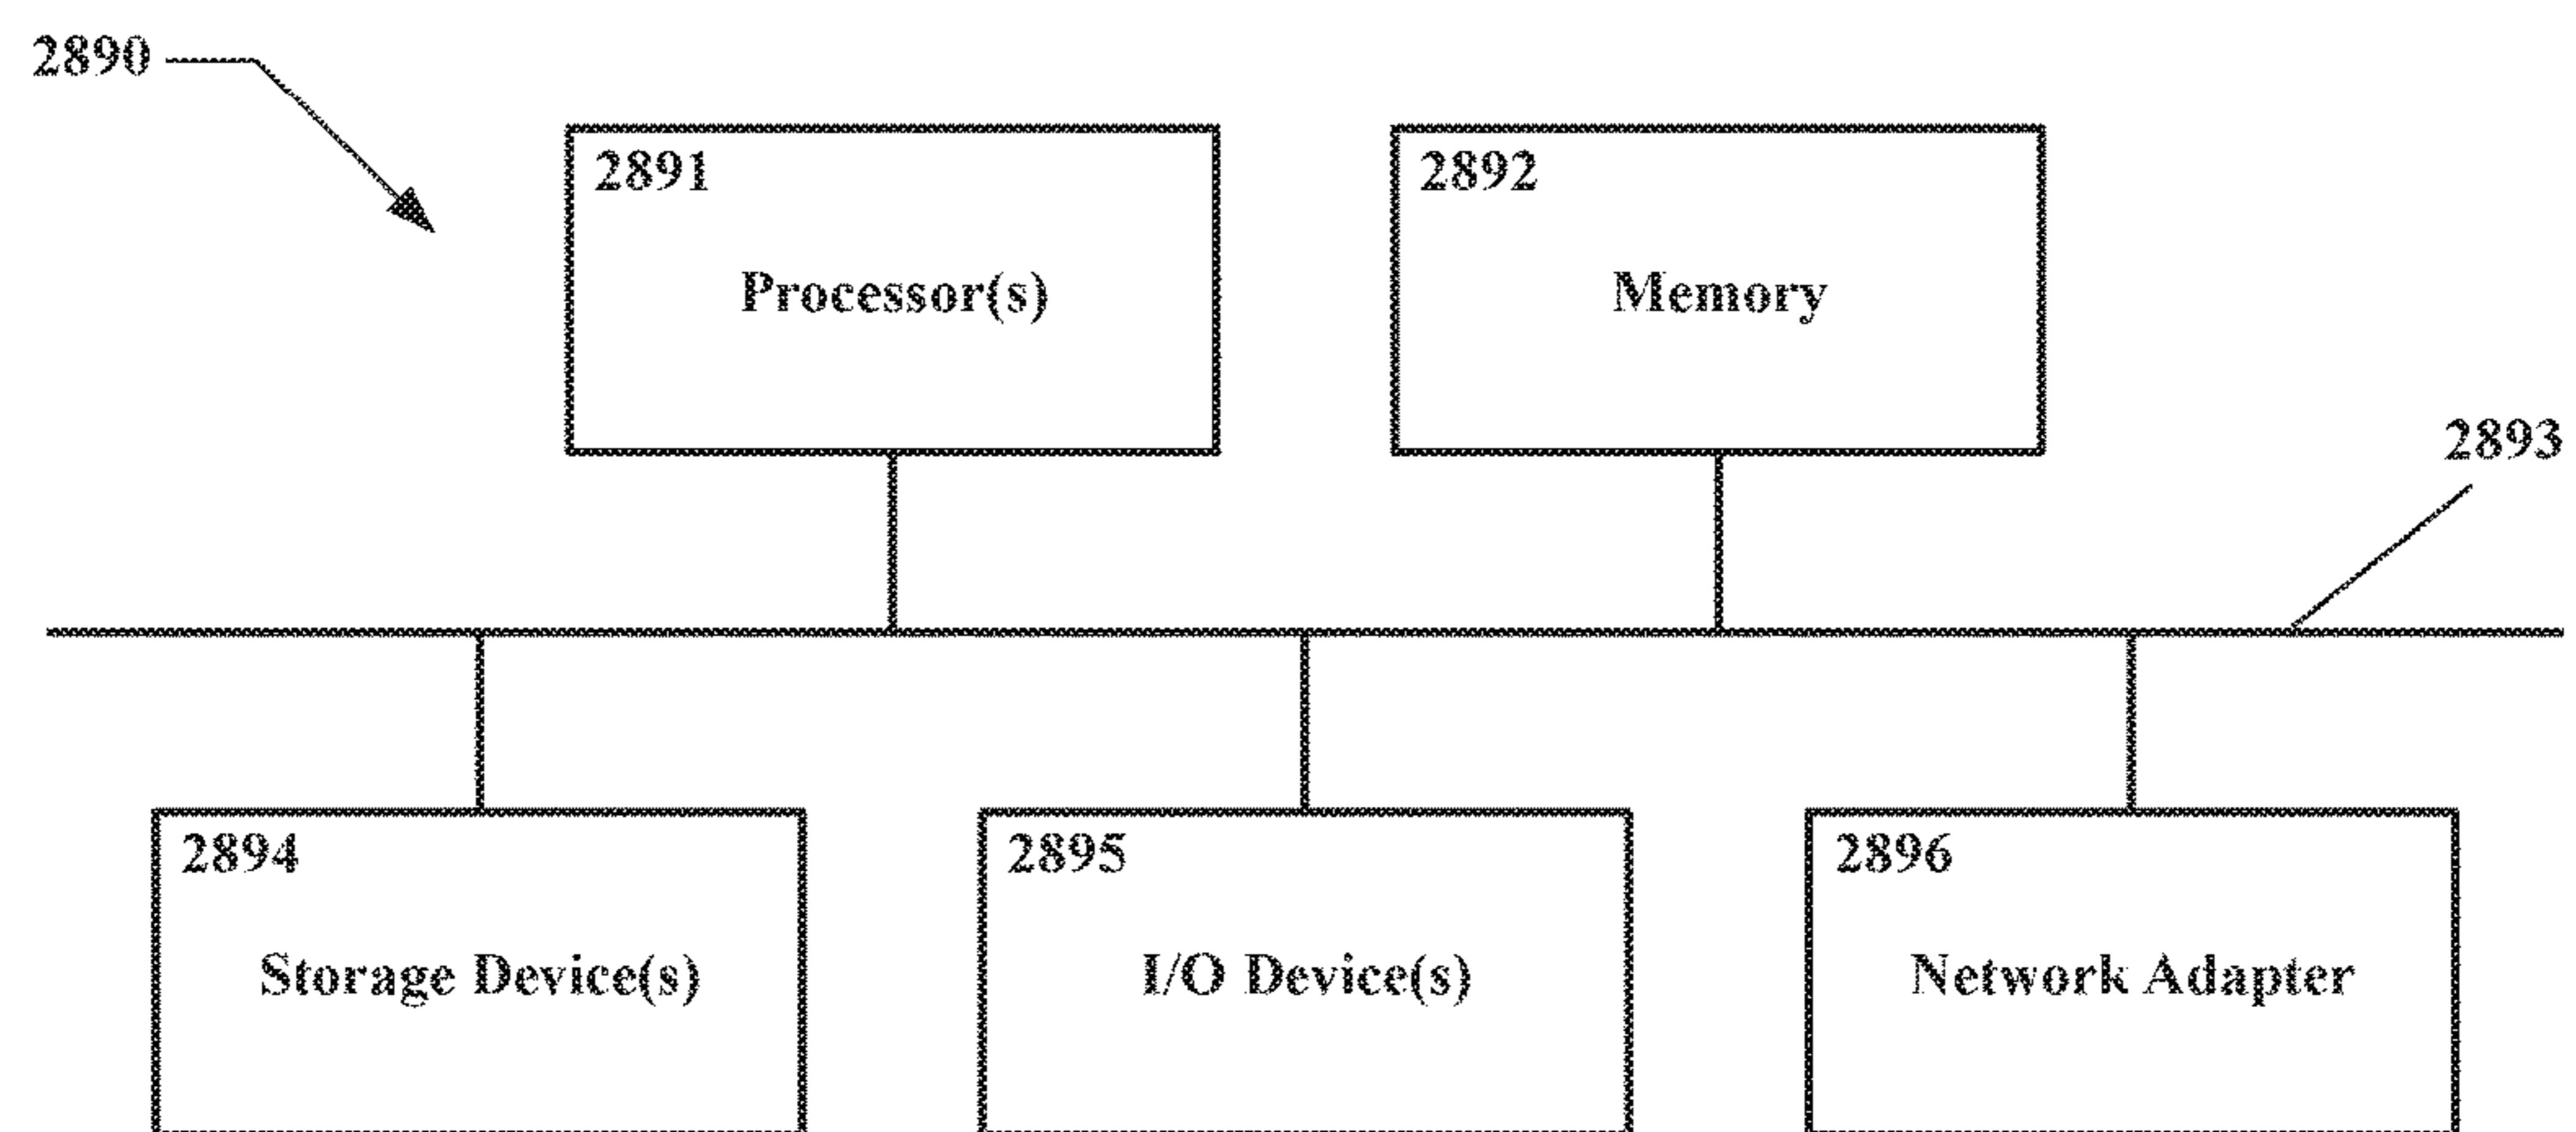 2890
2891
Processor(s)
2892
Memory
2893
2894
Storage Device(s)
2895
I/O Device(s)
2896
Network Adapter